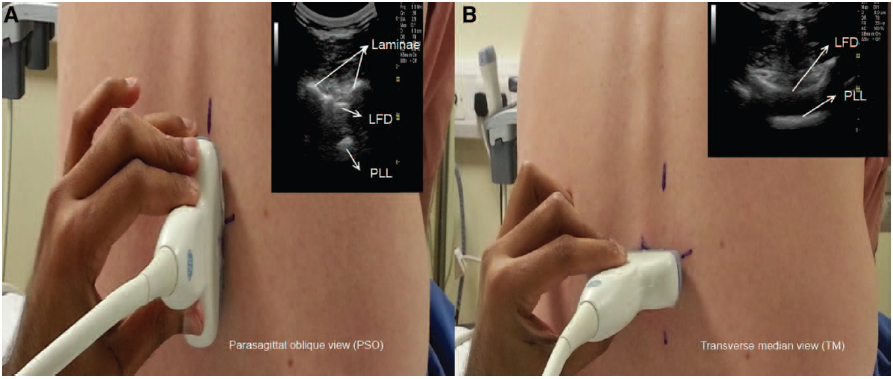 A
Laminae
LFD
PLL
Parasagittal oblique view (PSO)
B
LFD
PLL
Transverse median view (TM)